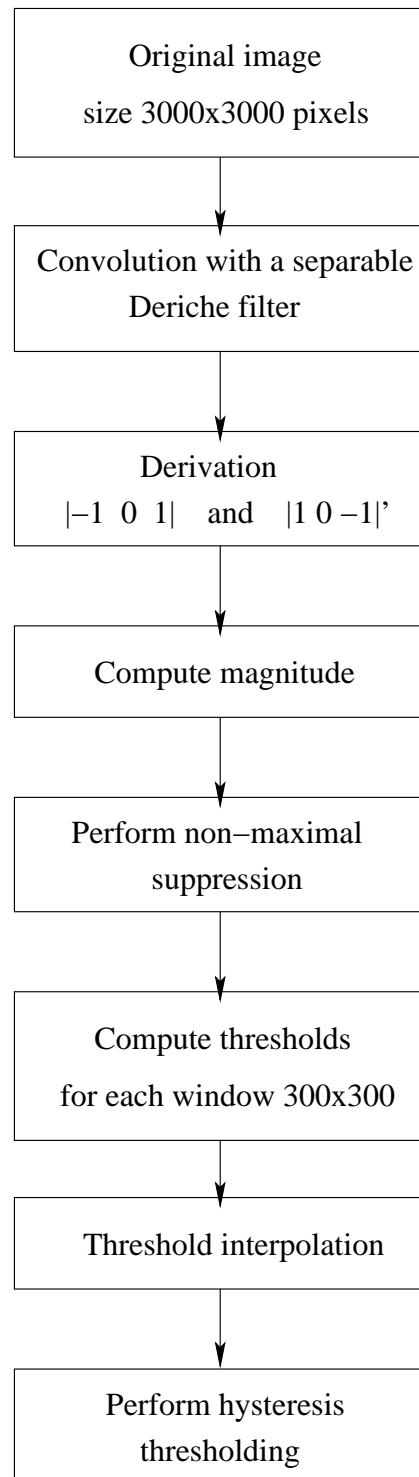 Original image
size 3000x3000 pixels
Convolution with a separable
Deriche filter
Derivation
|−1 0 1| and |1 0 −1|’
Compute magnitude
Perform non−maximal
suppression
Compute thresholds
for each window 300x300
Threshold interpolation
Perform hysteresis
thresholding